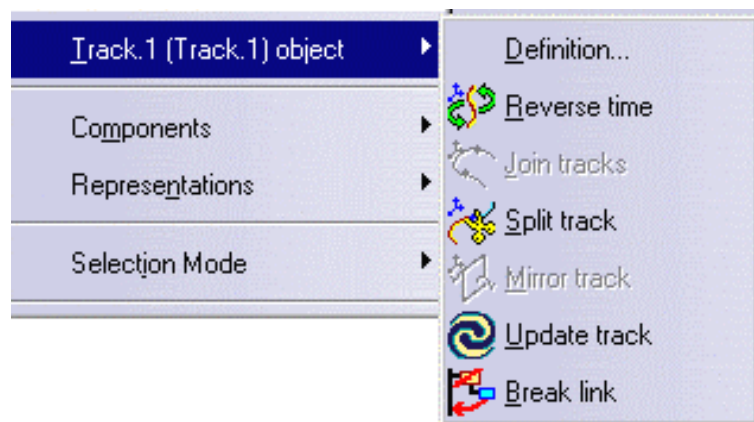 Track.1 (Track.1) object
Components
Representations
Selection Mode
Definition...
Reverse time
Join tracks
Split track
Mirror track
Update track
Break link